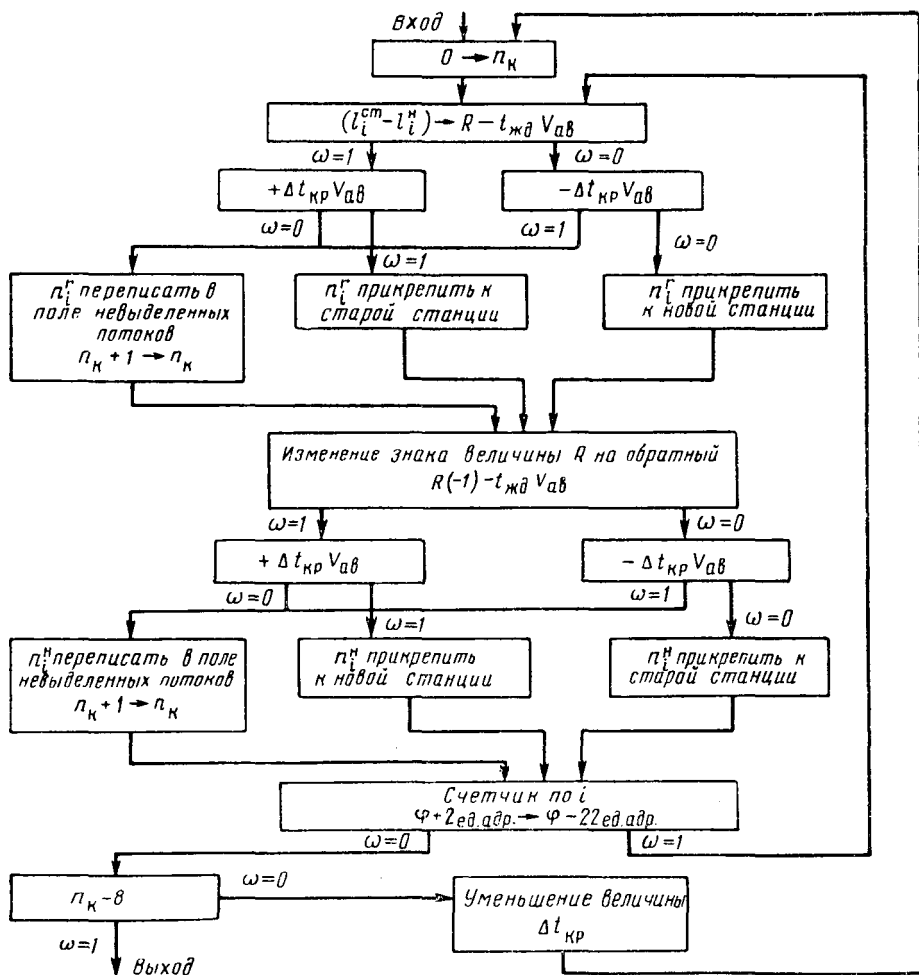 вход
0 → n_к
(l_i^ст – l_i^н) → R – t_жд V_ав
ω=1
ω=0
+Δt_кр V_ав
–Δt_кр V_ав
ω=0
ω=1
ω=1
ω=0
n_i^г переписать в
поле невыделенных
потоков
n_к + 1 → n_к
n_i^г прикрепить к
старой станции
n_i^г прикрепить
к новой станции
Изменение знака величины R на обратный
R(-1) – t_жд V_ав
ω=1
ω=0
+ Δt_кр V_ав
– Δt_кр V_ав
ω=0
ω=1
ω=1
ω=0
n_i^н переписать в поле
невыделенных потоков
n_к + 1 → n_к
n_i^н прикрепить
к новой станции
n_i^н прикрепить к
старой станции
Счетчик по i
φ+2 ед.адр. → φ–22 ед.адр.
ω=0
ω=1
n_к – 8
ω=0
Уменьшение величины
Δt_кр
ω=1
выход